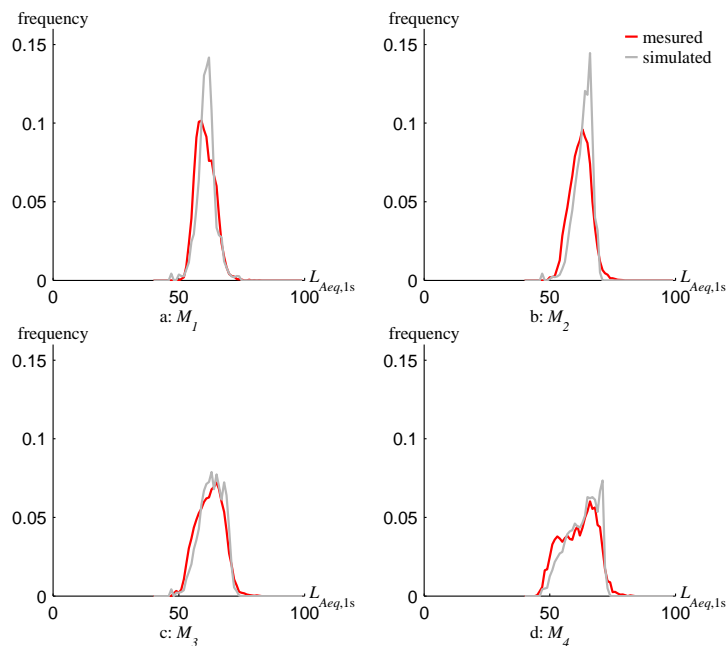 frequency
0.15
0.1
0.05
0
0 50 100
L_Aeq,1s
a: M_1
frequency
0.15
0.1
0.05
0
0 50 100
L_Aeq,1s
b: M_2
mesured
simulated
frequency
0.15
0.1
0.05
0
0 50 100
L_Aeq,1s
c: M_3
frequency
0.15
0.1
0.05
0
0 50 100
L_Aeq,1s
d: M_4